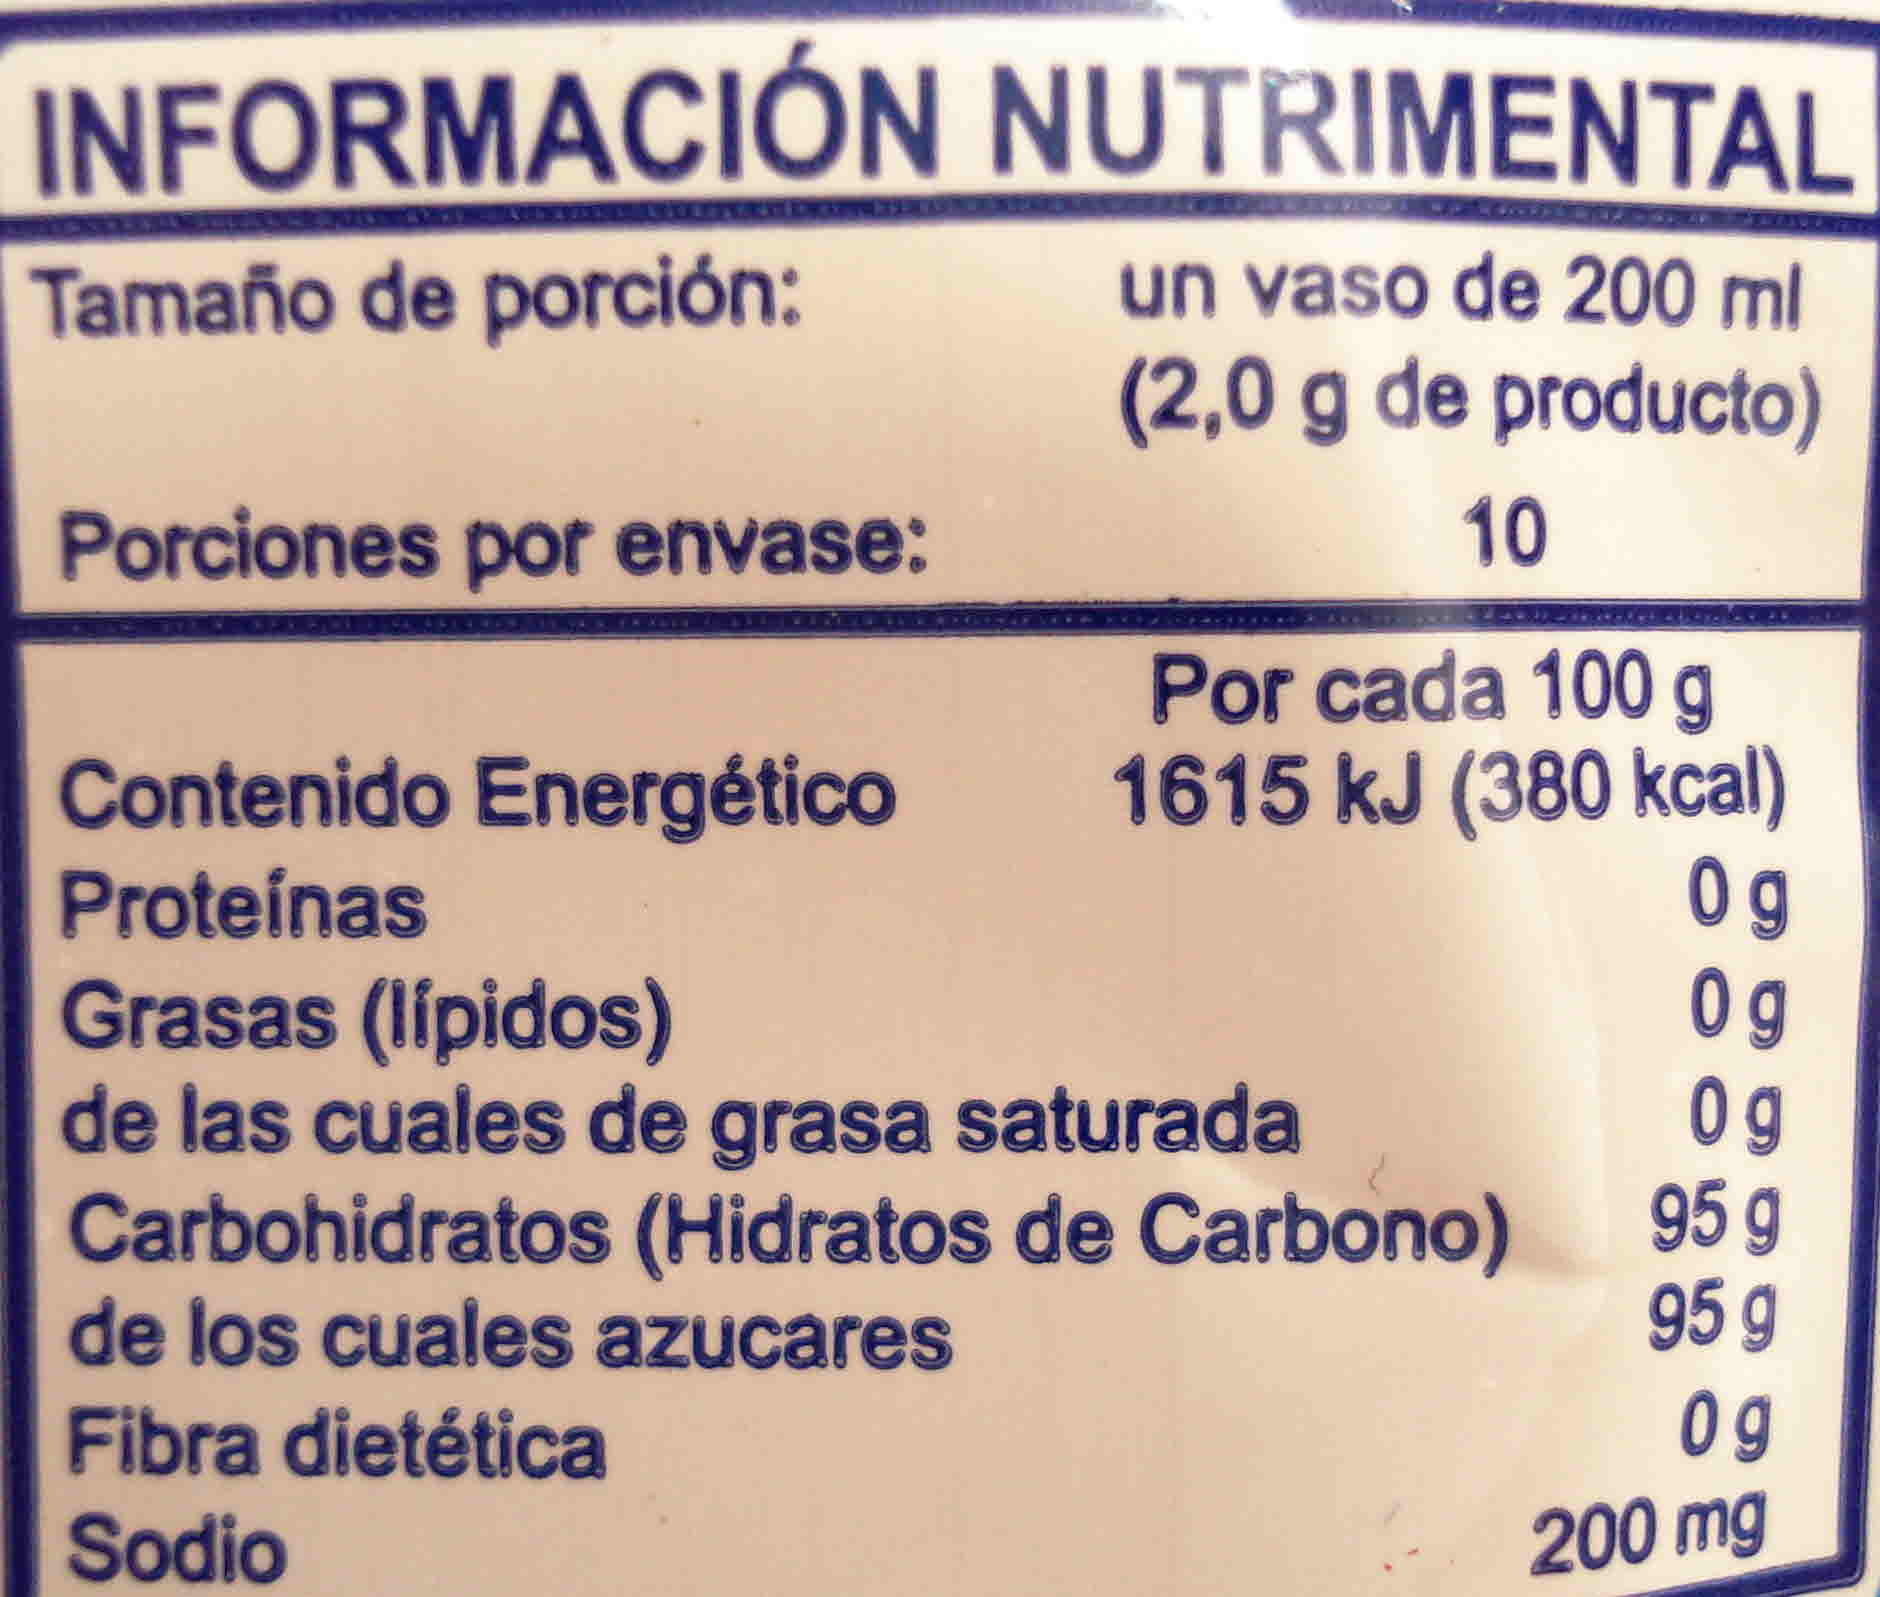 INFORMACIÓN NUTRIMENTAL
Tamaño de porción: un vaso de 200 ml
(2,0 g de producto)
Porciones por envase: 10
Por cada 100 g
Contenido Energético 1615 kJ (380 kcal)
Proteínas 0 g
Grasas (lípidos) 0 g
de las cuales de grasa saturada 0 g
Carbohidratos (Hidratos de Carbono) 95 g
de los cuales azucares 95 g
Fibra dietética 0 g
Sodio 200 mg